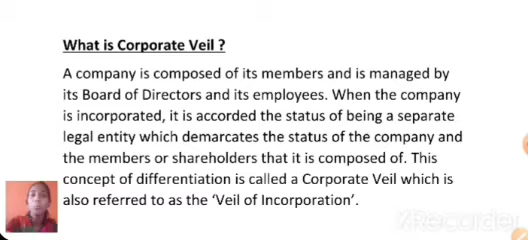 What is Corporate Veil ?
A company is composed of its members and is managed by
its Board of Directors and its employees. When the company
is incorporated, it is accorded the status of being a separate
legal entity which demarcates the status of the company and
the members or shareholders that it is composed of. This
concept of differentiation is called a Corporate Veil which is
also referred to as the ‘Veil of Incorporation’.
XRecorder